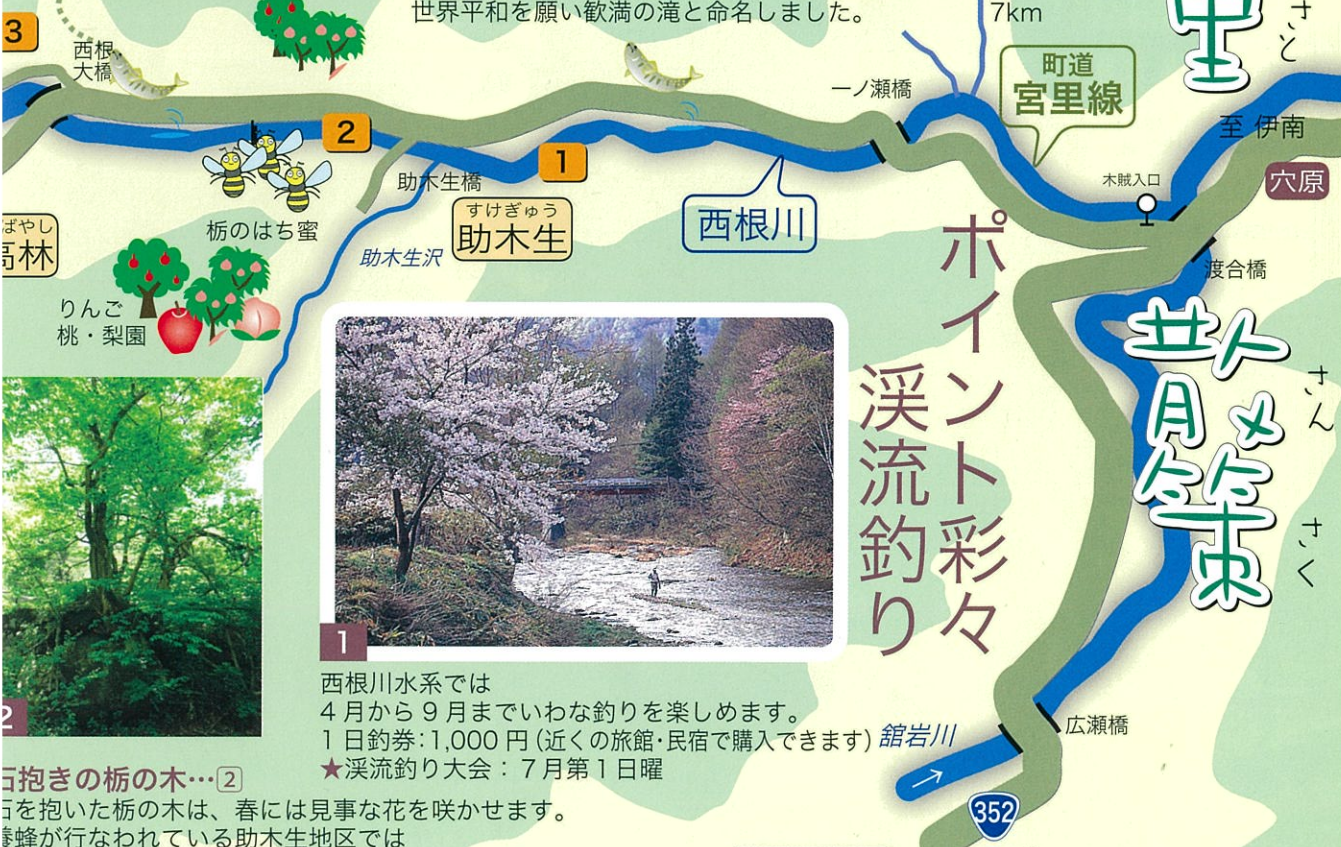 世界平和を願い歓満の滝と命名しました。
7km
里
さと
3
西根
大橋
一ノ瀬橋
町道
宮里線
至 伊南
穴原
2
1
助木生橋
すけぎゅう
助木生
西根川
木賊入口
渡合橋
栃のはち蜜
ばやし
高林
助木生沢
りんご
桃・梨園
ポイント彩々
渓流釣り
散策
さんさく
1
西根川水系では
4月から9月までいわな釣りを楽しめます。
1日釣券：1,000円（近くの旅館・民宿で購入できます）
★渓流釣り大会：7月第1日曜
舘岩川
広瀬橋
352
2
石抱きの栃の木…2
石を抱いた栃の木は、春には見事な花を咲かせます。
養蜂が行なわれている助木生地区では